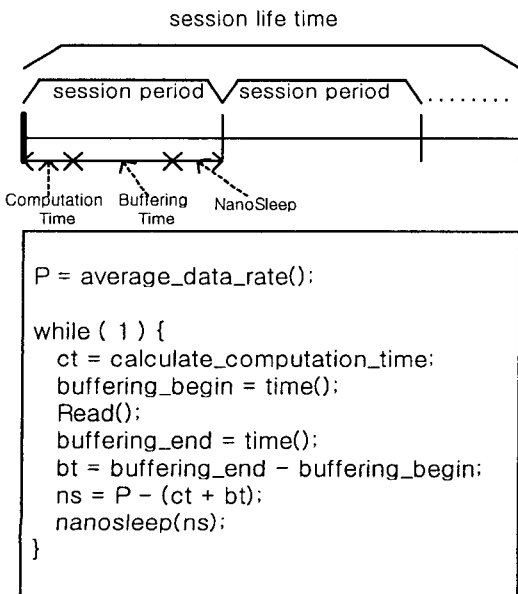 session life time
session period session period ........
Computation Buffering NanoSleep
Time Time
P = average_data_rate();
while ( 1 ) {
ct = calculate_computation_time;
buffering_begin = time();
Read();
buffering_end = time();
bt = buffering_end - buffering_begin;
ns = P - (ct + bt);
nanosleep(ns);
}